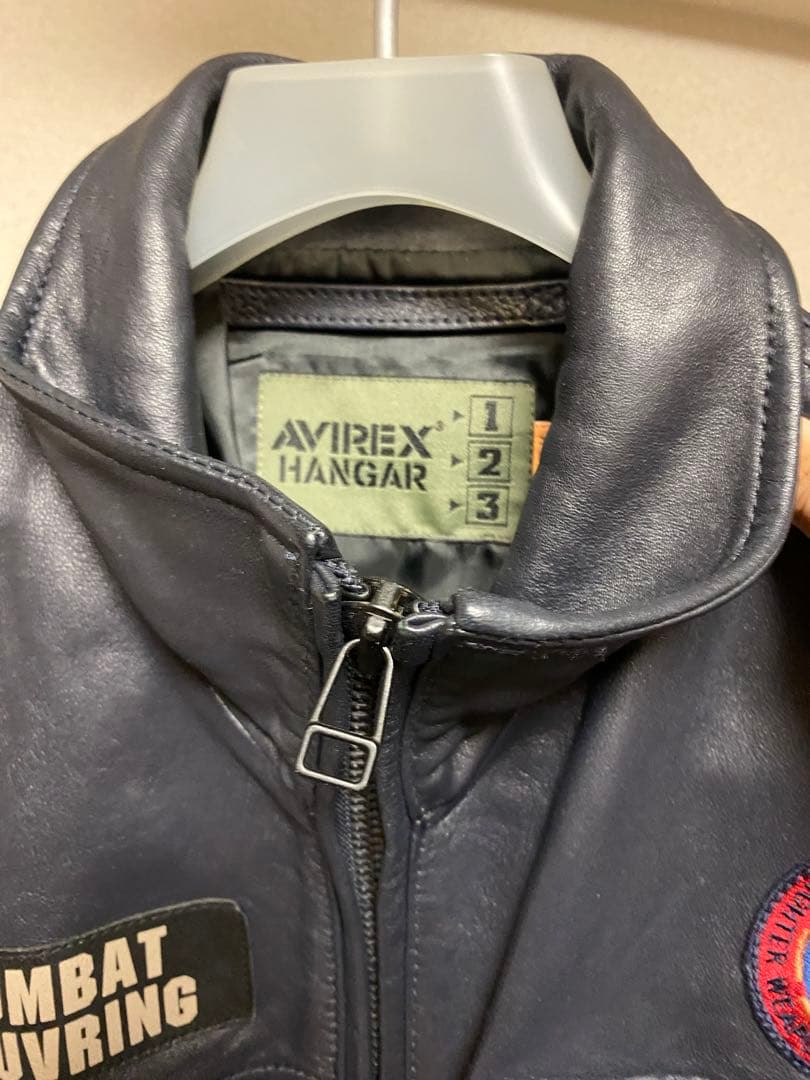 AVIREX
HANGAR
1
2
3
OMBAT
UVRING